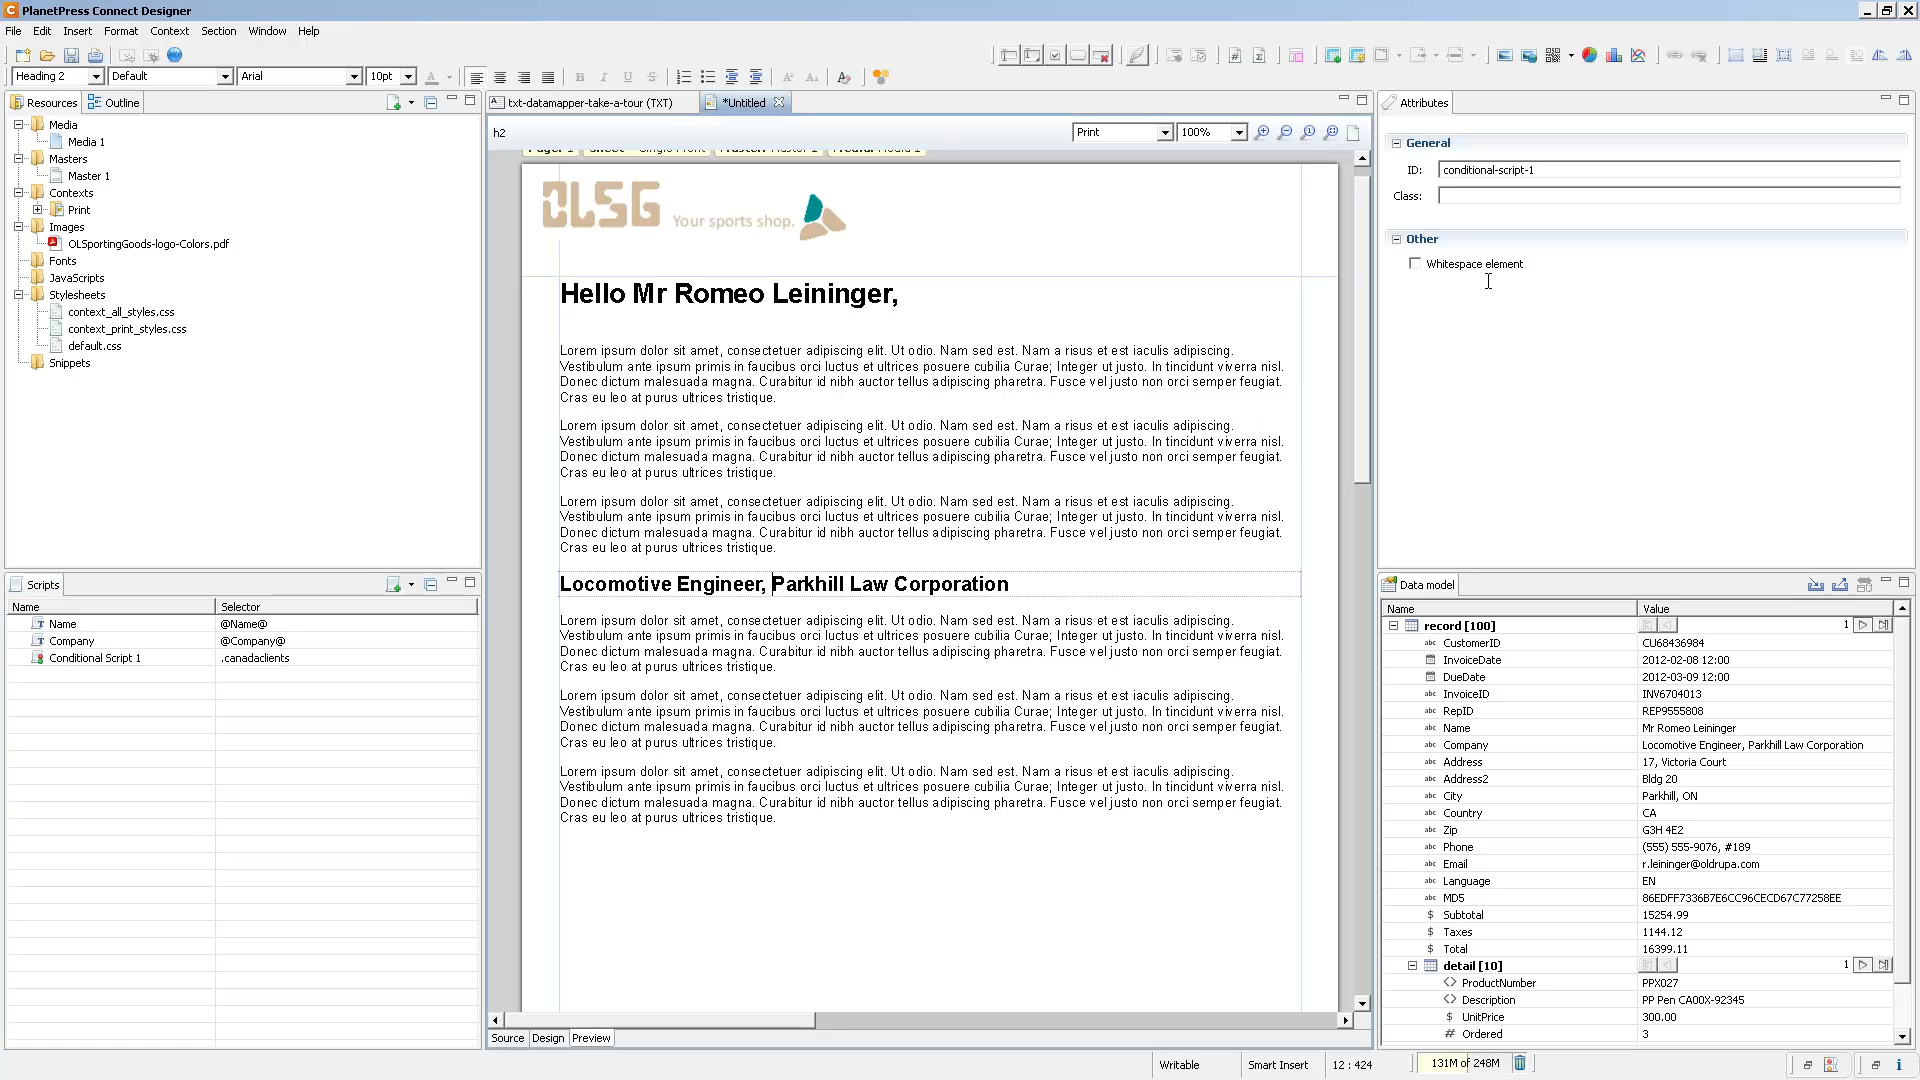 PlanetPress Connect Designer
File Edit Insert Format Context Section Window Help
Heading 2 Default Arial 10pt
Resources Outline
Media
Media 1
Masters
Master 1
Contexts
Print
Images
OLSportingGoods-logo-Colors.pdf
Fonts
JavaScripts
Stylesheets
context_all_styles.css
context_print_styles.css
default.css
Snippets
Scripts
Name Selector
Name @Name@
Company @Company@
Conditional Script 1 .canadaclients
txt-datamapper-take-a-tour (TXT) *Untitled
h2 Print 100%
OLSG Your sports shop.
Hello Mr Romeo Leininger,
Lorem ipsum dolor sit amet, consectetuer adipiscing elit. Ut odio. Nam sed est. Nam a risus et est iaculis adipiscing.
Vestibulum ante ipsum primis in faucibus orci luctus et ultrices posuere cubilia Curae; Integer ut justo. In tincidunt viverra nisl.
Donec dictum malesuada magna. Curabitur id nibh auctor tellus adipiscing pharetra. Fusce vel justo non orci semper feugiat.
Cras eu leo at purus ultrices tristique.
Lorem ipsum dolor sit amet, consectetuer adipiscing elit. Ut odio. Nam sed est. Nam a risus et est iaculis adipiscing.
Vestibulum ante ipsum primis in faucibus orci luctus et ultrices posuere cubilia Curae; Integer ut justo. In tincidunt viverra nisl.
Donec dictum malesuada magna. Curabitur id nibh auctor tellus adipiscing pharetra. Fusce vel justo non orci semper feugiat.
Cras eu leo at purus ultrices tristique.
Lorem ipsum dolor sit amet, consectetuer adipiscing elit. Ut odio. Nam sed est. Nam a risus et est iaculis adipiscing.
Vestibulum ante ipsum primis in faucibus orci luctus et ultrices posuere cubilia Curae; Integer ut justo. In tincidunt viverra nisl.
Donec dictum malesuada magna. Curabitur id nibh auctor tellus adipiscing pharetra. Fusce vel justo non orci semper feugiat.
Cras eu leo at purus ultrices tristique.
Locomotive Engineer, Parkhill Law Corporation
Lorem ipsum dolor sit amet, consectetuer adipiscing elit. Ut odio. Nam sed est. Nam a risus et est iaculis adipiscing.
Vestibulum ante ipsum primis in faucibus orci luctus et ultrices posuere cubilia Curae; Integer ut justo. In tincidunt viverra nisl.
Donec dictum malesuada magna. Curabitur id nibh auctor tellus adipiscing pharetra. Fusce vel justo non orci semper feugiat.
Cras eu leo at purus ultrices tristique.
Lorem ipsum dolor sit amet, consectetuer adipiscing elit. Ut odio. Nam sed est. Nam a risus et est iaculis adipiscing.
Vestibulum ante ipsum primis in faucibus orci luctus et ultrices posuere cubilia Curae; Integer ut justo. In tincidunt viverra nisl.
Donec dictum malesuada magna. Curabitur id nibh auctor tellus adipiscing pharetra. Fusce vel justo non orci semper feugiat.
Cras eu leo at purus ultrices tristique.
Lorem ipsum dolor sit amet, consectetuer adipiscing elit. Ut odio. Nam sed est. Nam a risus et est iaculis adipiscing.
Vestibulum ante ipsum primis in faucibus orci luctus et ultrices posuere cubilia Curae; Integer ut justo. In tincidunt viverra nisl.
Donec dictum malesuada magna. Curabitur id nibh auctor tellus adipiscing pharetra. Fusce vel justo non orci semper feugiat.
Cras eu leo at purus ultrices tristique.
Source Design Preview
Attributes
General
ID: conditional-script-1
Class:
Other
Whitespace element
Data model
Name Value
record [100] 1
CustomerID CU68436984
InvoiceDate 2012-02-08 12:00
DueDate 2012-03-09 12:00
InvoiceID INV6704013
RepID REP9555808
Name Mr Romeo Leininger
Company Locomotive Engineer, Parkhill Law Corporation
Address 17, Victoria Court
Address2 Bldg 20
City Parkhill, ON
Country CA
Zip G3H 4E2
Phone (555) 555-9076, #189
Email r.leininger@oldrupa.com
Language EN
MD5 86EDFF7336B7E6CC96CECD67C77258EE
Subtotal 15254.99
Taxes 1144.12
Total 16399.11
detail [10] 1
ProductNumber PPX027
Description PP Pen CA00X-92345
UnitPrice 300.00
Ordered 3
Writable Smart Insert 12 : 424 131M of 248M